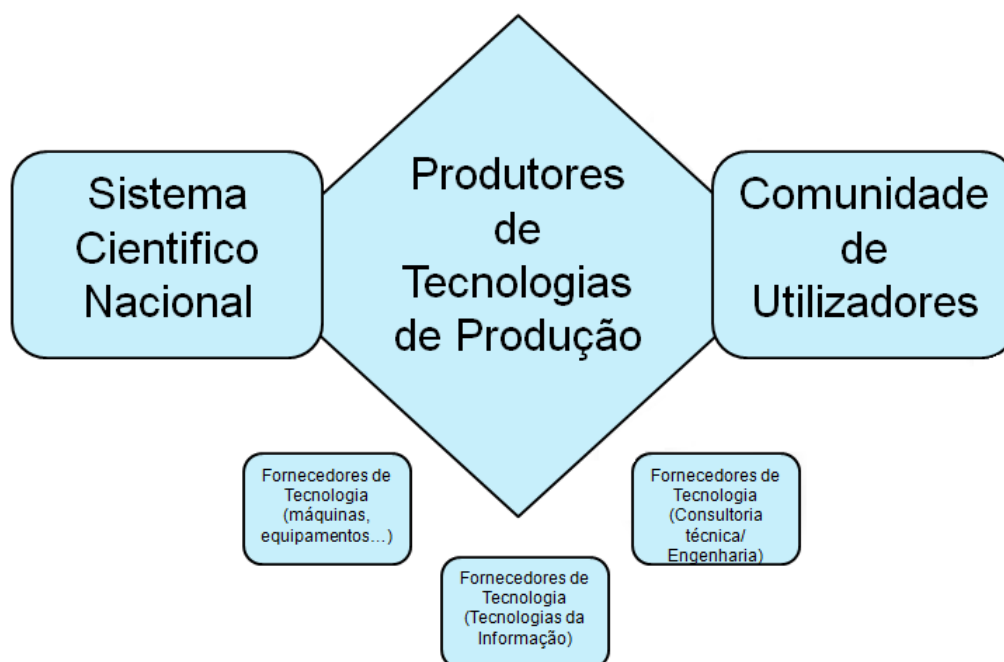 Sistema
Cientifico
Nacional
Produtores
de
Tecnologias
de Produção
Comunidade
de
Utilizadores
Fornecedores de
Tecnologia
(máquinas,
equipamentos…)
Fornecedores de
Tecnologia
(Tecnologias da
Informação)
Fornecedores de
Tecnologia
(Consultoria
técnica/
Engenharia)